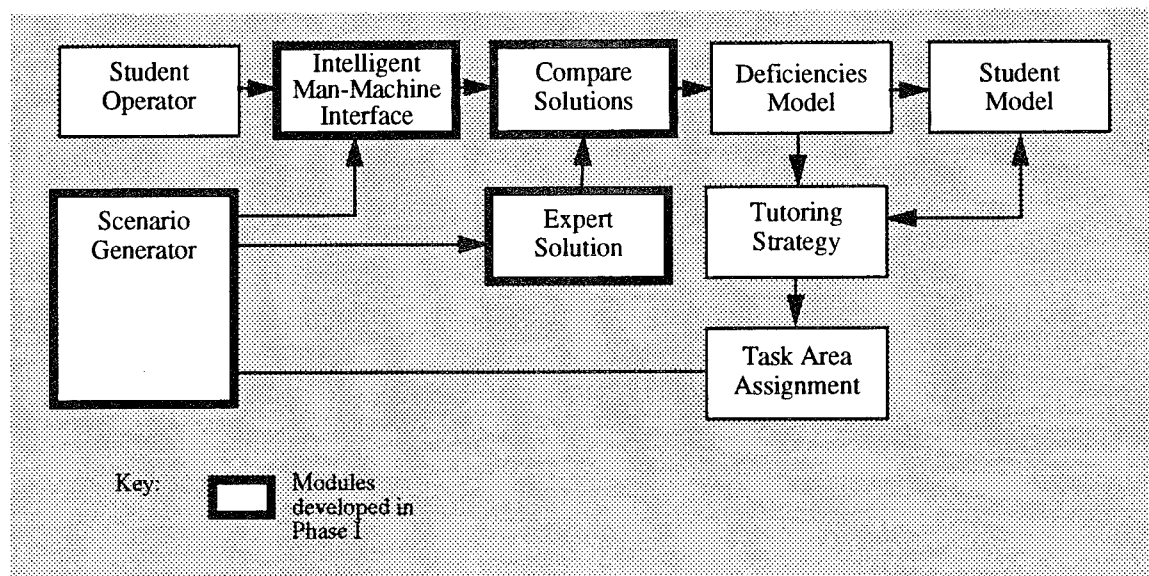 Student
Operator
Intelligent
Man-Machine
Interface
Compare
Solutions
Deficiencies
Model
Student
Model
Scenario
Generator
Expert
Solution
Tutoring
Strategy
Task Area
Assignment
Key:
Modules
developed in
Phase I